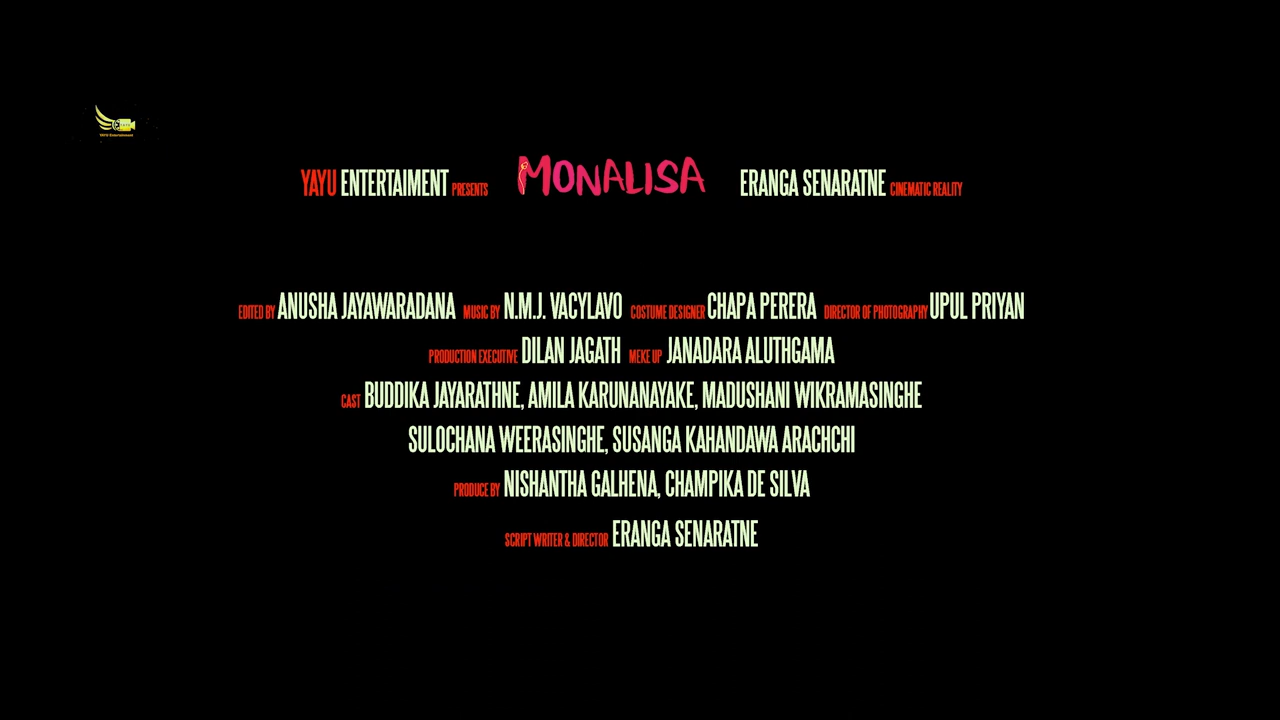 YAYU Entertainment
YAYU ENTERTAIMENT PRESENTS MONALISA ERANGA SENARATNE CINEMATIC REALITY
EDITED BY ANUSHA JAYAWARADANA MUSIC BY N.M.J. VACYLAVO COSTUME DESIGNER CHAPA PERERA DIRECTOR OF PHOTOGRAPHY UPUL PRIYAN
PRODUCTION EXECUTIVE DILAN JAGATH MEKE UP JANADARA ALUTHGAMA
CAST BUDDIKA JAYARATHNE, AMILA KARUNANAYAKE, MADUSHANI WIKRAMASINGHE
SULOCHANA WEERASINGHE, SUSANGA KAHANDAWA ARACHCHI
PRODUCE BY NISHANTHA GALHENA, CHAMPIKA DE SILVA
SCRIPT WRITER & DIRECTOR ERANGA SENARATNE